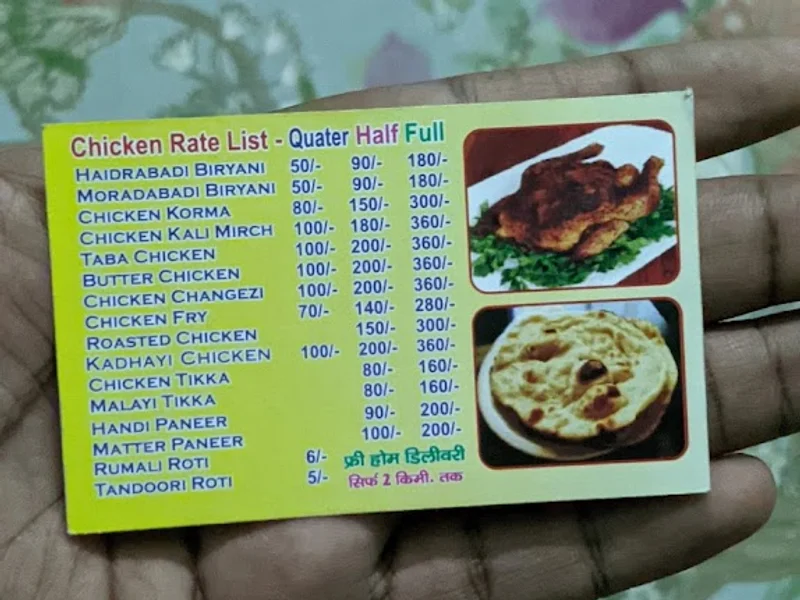 Chicken Rate List - Quater Half Full
HAIDRABADI BIRYANI 50/- 90/- 180/-
MORADABADI BIRYANI 50/- 90/- 180/-
CHICKEN KORMA 80/- 150/- 300/-
CHICKEN KALI MIRCH 100/- 180/- 360/-
TABA CHICKEN 100/- 200/- 360/-
BUTTER CHICKEN 100/- 200/- 360/-
CHICKEN CHANGEZI 100/- 200/- 360/-
CHICKEN FRY 70/- 140/- 280/-
ROASTED CHICKEN 150/- 300/-
KADHAYI CHICKEN 100/- 200/- 360/-
CHICKEN TIKKA 80/- 160/-
MALAYI TIKKA 80/- 160/-
HANDI PANEER 90/- 200/-
MATTER PANEER 100/- 200/-
RUMALI ROTI 6/- फ्री होम डिलीवरी
TANDOORI ROTI 5/- सिर्फ 2 किमी. तक